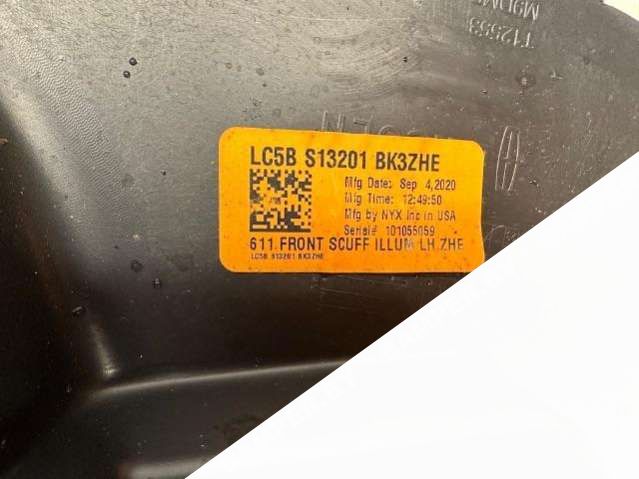 T12553
LC5B S13201 BK3ZHE
Mfg Date: Sep 4,2020
Mfg Time: 12:49:50
Mfg by NYX Inc in USA
Serial# 101055059
611 FRONT SCUFF ILLUM LH ZHE
LC5B S13201 BK3ZHE